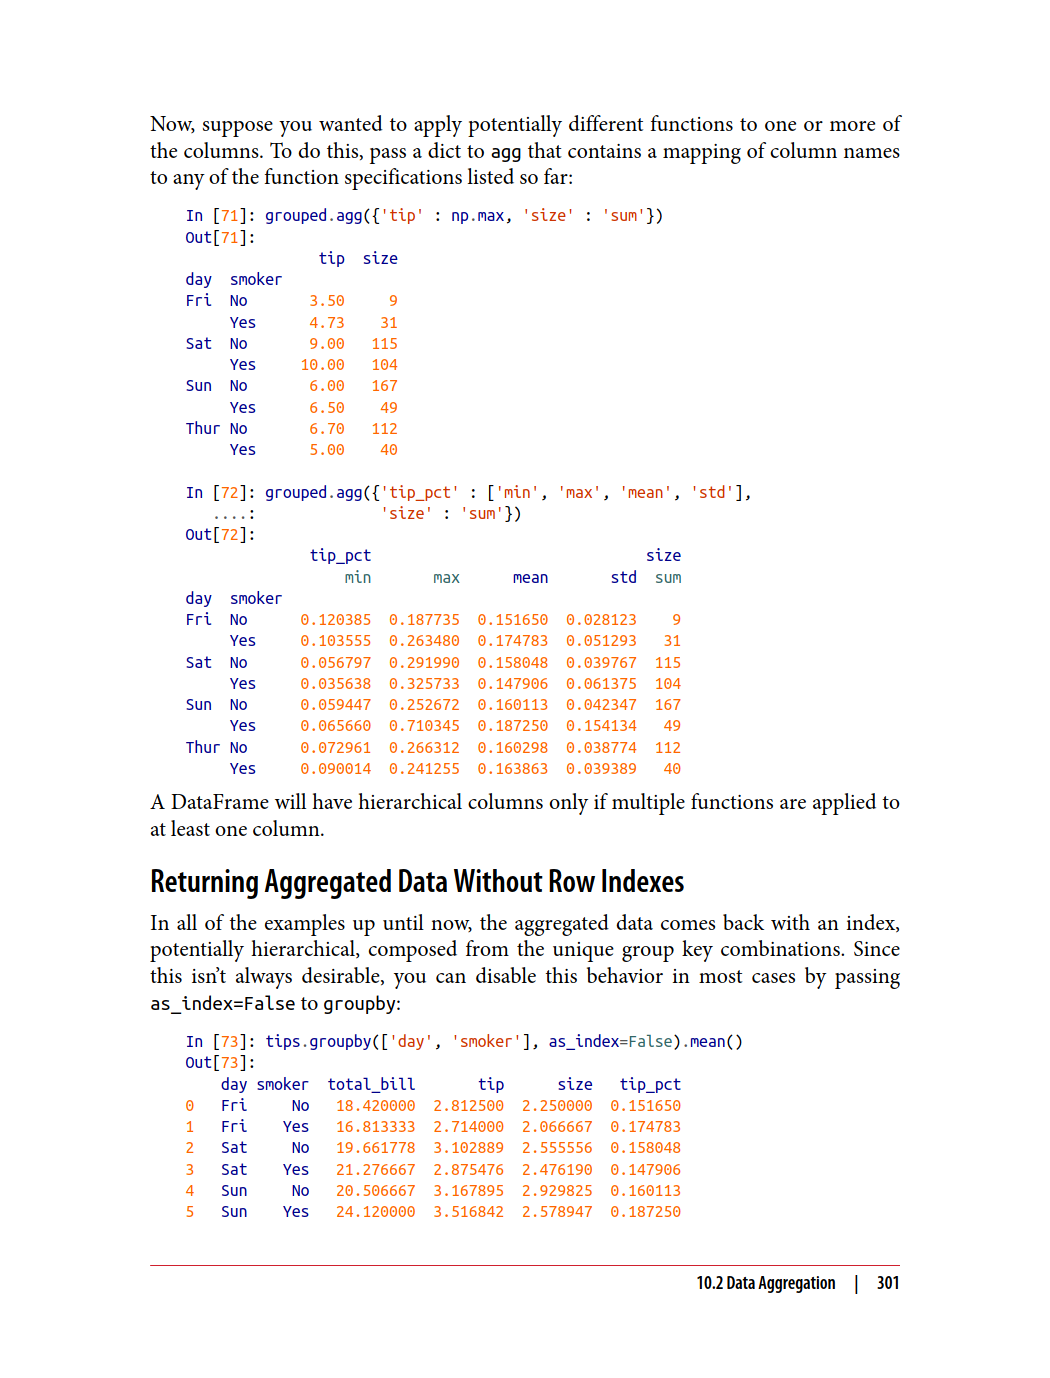 Now, suppose you wanted to apply potentially different functions to one or more of
the columns. To do this, pass a dict to agg that contains a mapping of column names
to any of the function specifications listed so far:
In [71]: grouped.agg({'tip' : np.max, 'size' : 'sum'})
Out[71]:
               tip  size
day  smoker
Fri  No       3.50     9
     Yes      4.73    31
Sat  No       9.00   115
     Yes     10.00   104
Sun  No       6.00   167
     Yes      6.50    49
Thur No       6.70   112
     Yes      5.00    40
In [72]: grouped.agg({'tip_pct' : ['min', 'max', 'mean', 'std'],
   ....:              'size' : 'sum'})
Out[72]:
              tip_pct                               size
                  min       max      mean       std  sum
day  smoker
Fri  No      0.120385  0.187735  0.151650  0.028123    9
     Yes     0.103555  0.263480  0.174783  0.051293   31
Sat  No      0.056797  0.291990  0.158048  0.039767  115
     Yes     0.035638  0.325733  0.147906  0.061375  104
Sun  No      0.059447  0.252672  0.160113  0.042347  167
     Yes     0.065660  0.710345  0.187250  0.154134   49
Thur No      0.072961  0.266312  0.160298  0.038774  112
     Yes     0.090014  0.241255  0.163863  0.039389   40
A DataFrame will have hierarchical columns only if multiple functions are applied to
at least one column.
Returning Aggregated Data Without Row Indexes
In all of the examples up until now, the aggregated data comes back with an index,
potentially hierarchical, composed from the unique group key combinations. Since
this isn’t always desirable, you can disable this behavior in most cases by passing
as_index=False to groupby:
In [73]: tips.groupby(['day', 'smoker'], as_index=False).mean()
Out[73]:
    day smoker  total_bill       tip      size   tip_pct
0   Fri     No   18.420000  2.812500  2.250000  0.151650
1   Fri    Yes   16.813333  2.714000  2.066667  0.174783
2   Sat     No   19.661778  3.102889  2.555556  0.158048
3   Sat    Yes   21.276667  2.875476  2.476190  0.147906
4   Sun     No   20.506667  3.167895  2.929825  0.160113
5   Sun    Yes   24.120000  3.516842  2.578947  0.187250
10.2 Data Aggregation | 301